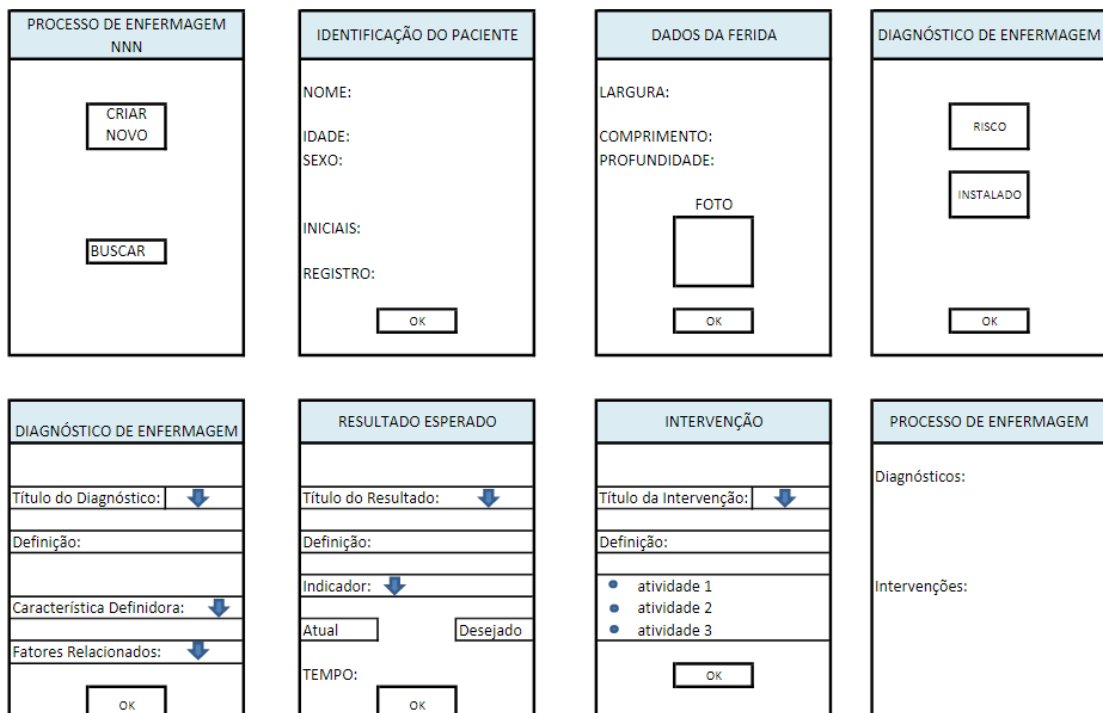 PROCESSO DE ENFERMAGEM
NNN
CRIAR
NOVO
BUSCAR
IDENTIFICAÇÃO DO PACIENTE
NOME:
IDADE:
SEXO:
INICIAIS:
REGISTRO:
OK
DADOS DA FERIDA
LARGURA:
COMPRIMENTO:
PROFUNDIDADE:
FOTO
OK
DIAGNÓSTICO DE ENFERMAGEM
RISCO
INSTALADO
OK
DIAGNÓSTICO DE ENFERMAGEM
Título do Diagnóstico:
Definição:
Característica Definidora:
Fatores Relacionados:
OK
RESULTADO ESPERADO
Título do Resultado:
Definição:
Indicador:
Atual Desejado
TEMPO:
OK
INTERVENÇÃO
Título da Intervenção:
Definição:
• atividade 1
• atividade 2
• atividade 3
OK
PROCESSO DE ENFERMAGEM
Diagnósticos:
Intervenções: